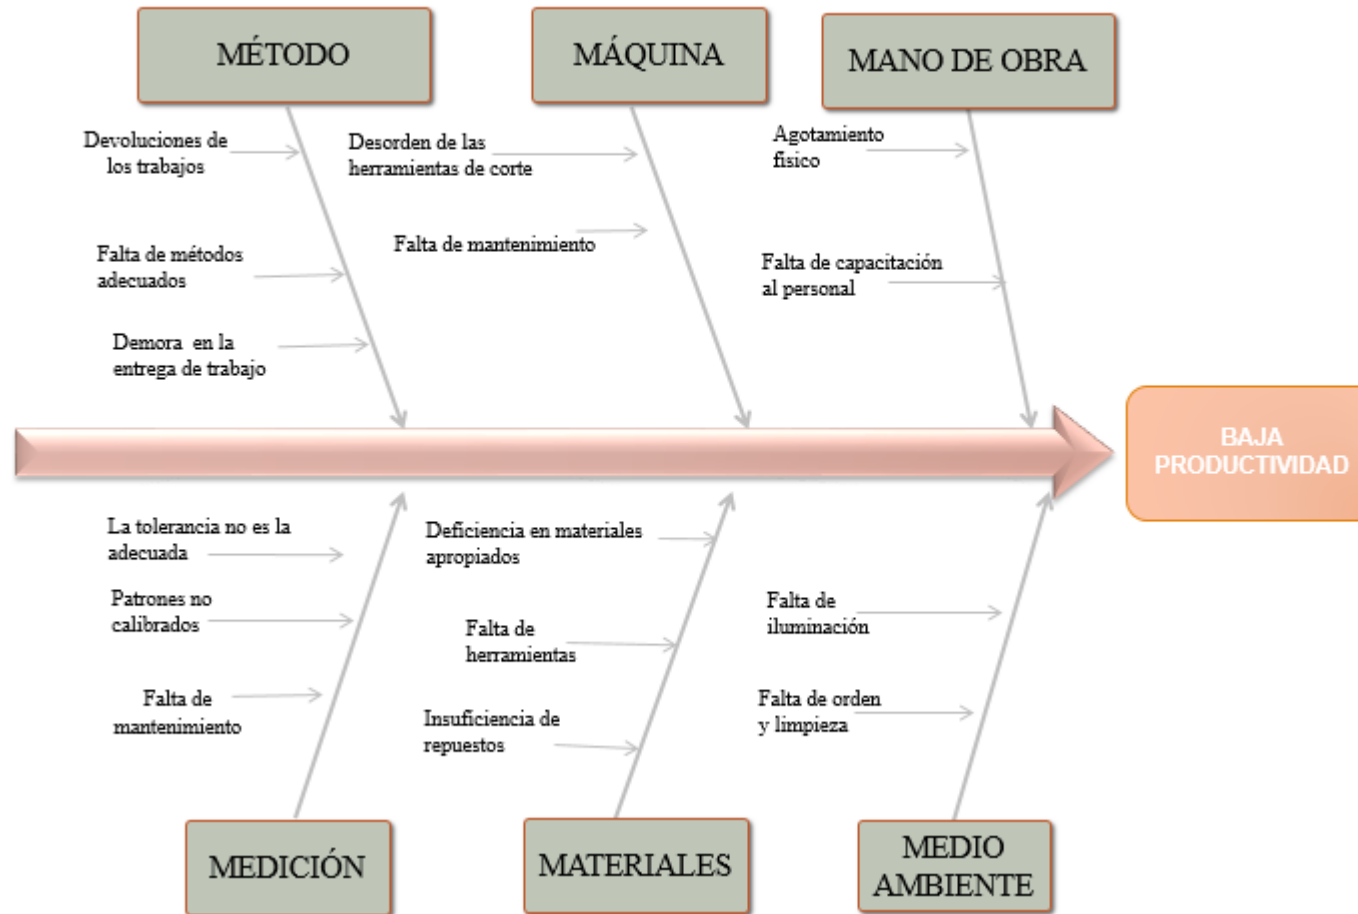 MÉTODO
MÁQUINA
MANO DE OBRA
Devoluciones de
los trabajos
Desorden de las
herramientas de corte
Agotamiento
físico
Falta de métodos
adecuados
Falta de mantenimiento
Falta de capacitación
al personal
Demora en la
entrega de trabajo
BAJA
PRODUCTIVIDAD
La tolerancia no es la
adecuada
Deficiencia en materiales
apropiados
Patrones no
calibrados
Falta de
herramientas
Falta de
iluminación
Falta de
mantenimiento
Insuficiencia de
repuestos
Falta de orden
y limpieza
MEDICIÓN
MATERIALES
MEDIO
AMBIENTE